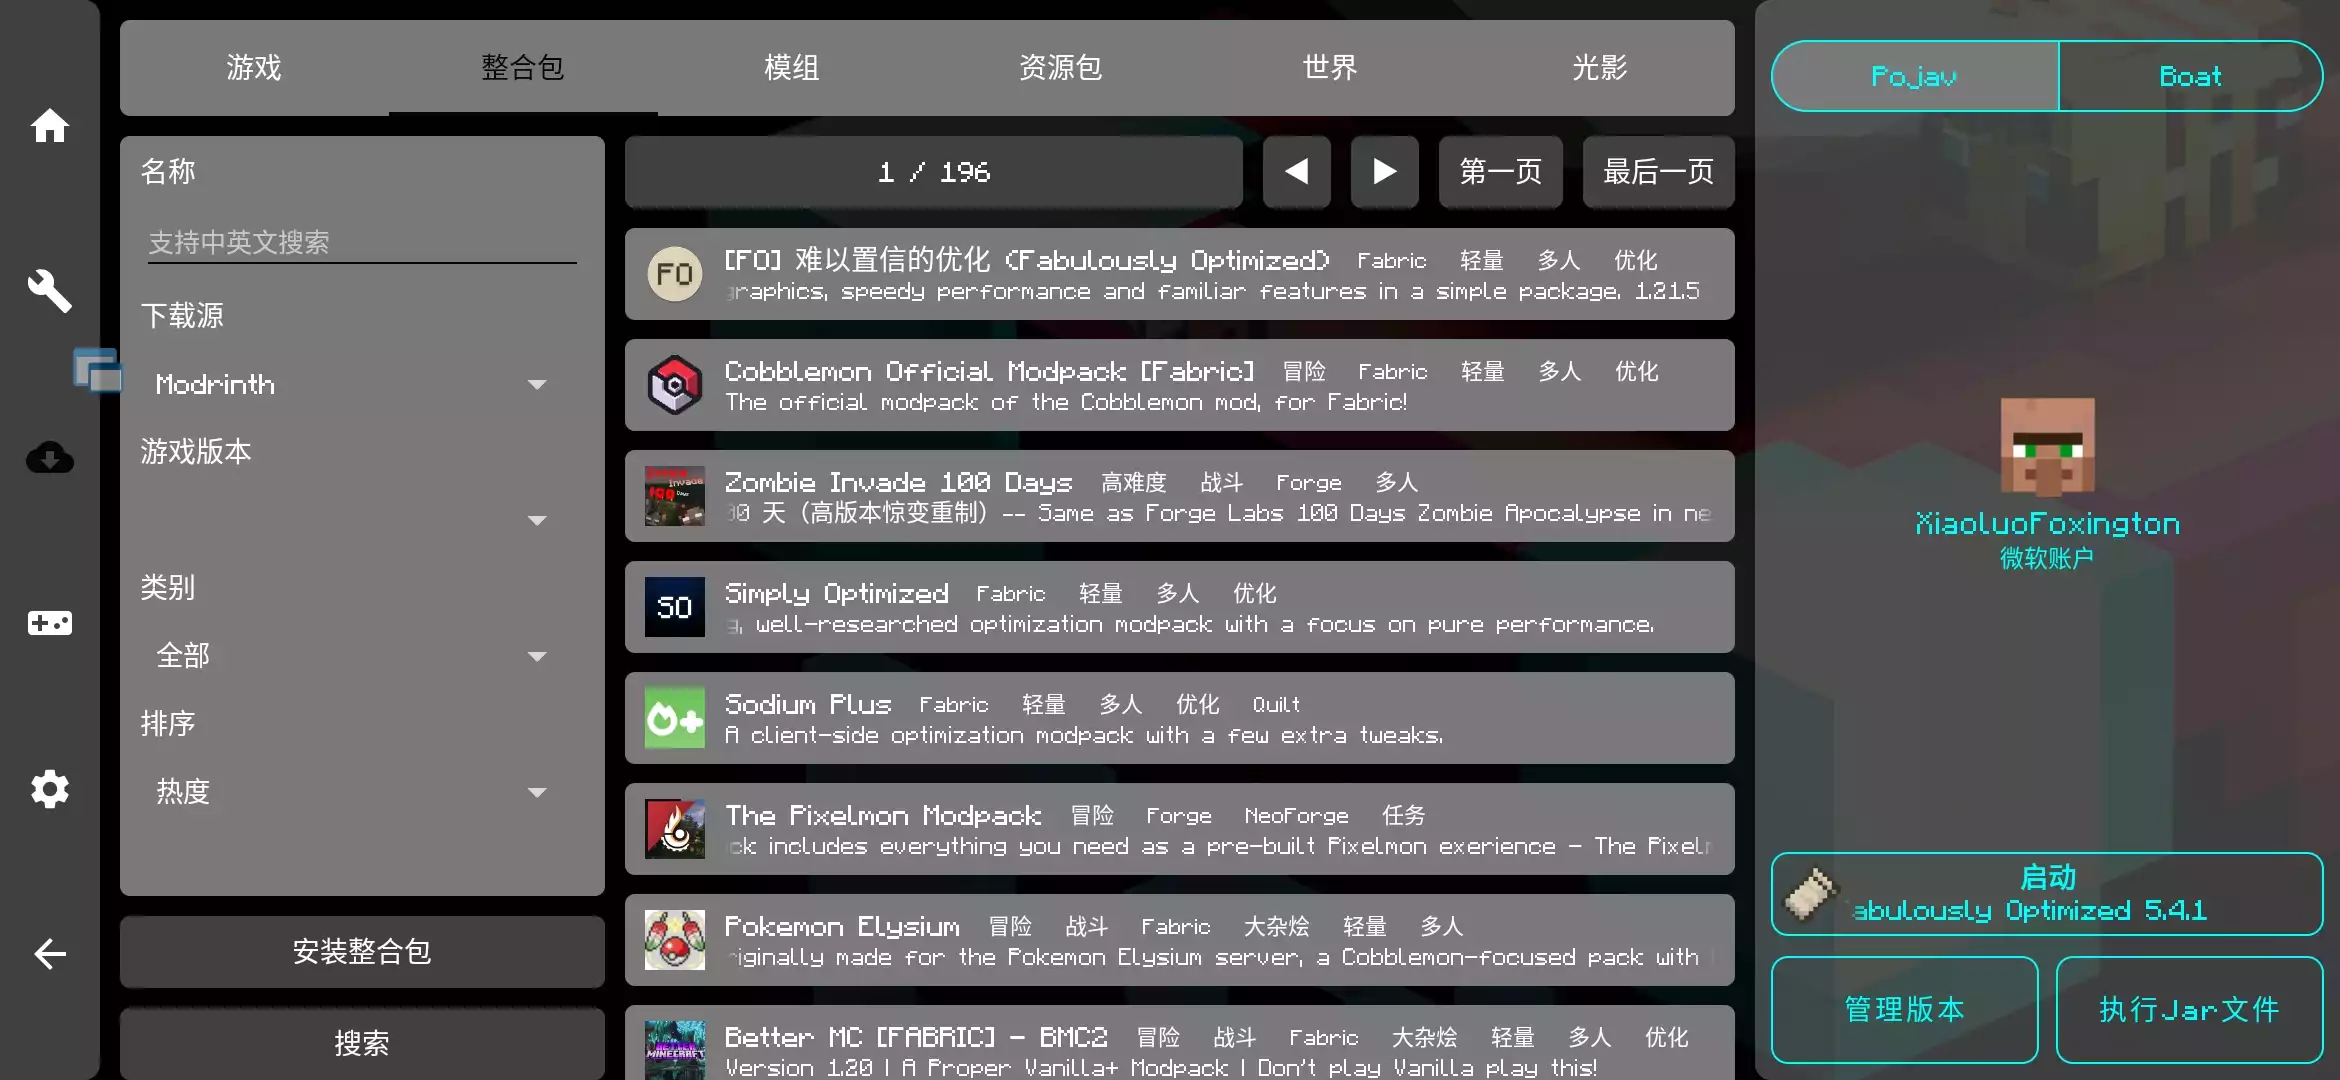 游戏 整合包 模组 资源包 世界 光影
名称
支持中英文搜索
下载源
Modrinth
游戏版本
类别
全部
排序
热度
安装整合包
搜索
1 / 196
第一页
最后一页
FO
[FO] 难以置信的优化 (Fabulously Optimized) Fabric 轻量 多人 优化
graphics, speedy performance and familiar features in a simple package. 1.21.5
Cobblemon Official Modpack [Fabric] 冒险 Fabric 轻量 多人 优化
The official modpack of the Cobblemon mod, for Fabric!
Invade
100 Days
Zombie Invade 100 Days 高难度 战斗 Forge 多人
00 天（高版本惊变重制）-- Same as Forge Labs 100 Days Zombie Apocalypse in ne
SO
Simply Optimized Fabric 轻量 多人 优化
g, well-researched optimization modpack with a focus on pure performance.
Sodium Plus Fabric 轻量 多人 优化 Quilt
A client-side optimization modpack with a few extra tweaks.
The Pixelmon Modpack 冒险 Forge NeoForge 任务
ck includes everything you need as a pre-built Pixelmon exerience - The Pixelm
Pokemon Elysium 冒险 战斗 Fabric 大杂烩 轻量 多人
riginally made for the Pokemon Elysium server, a Cobblemon-focused pack with
BETTER
MINECRAFT
Better MC [FABRIC] - BMC2 冒险 战斗 Fabric 大杂烩 轻量 多人 优化
Version 1.20 | A Proper Vanilla+ Modpack | Don't play Vanilla play this!
Pojav Boat
XiaoluoFoxington
微软账户
启动
abulously Optimized 5.4.1
管理版本 执行Jar文件